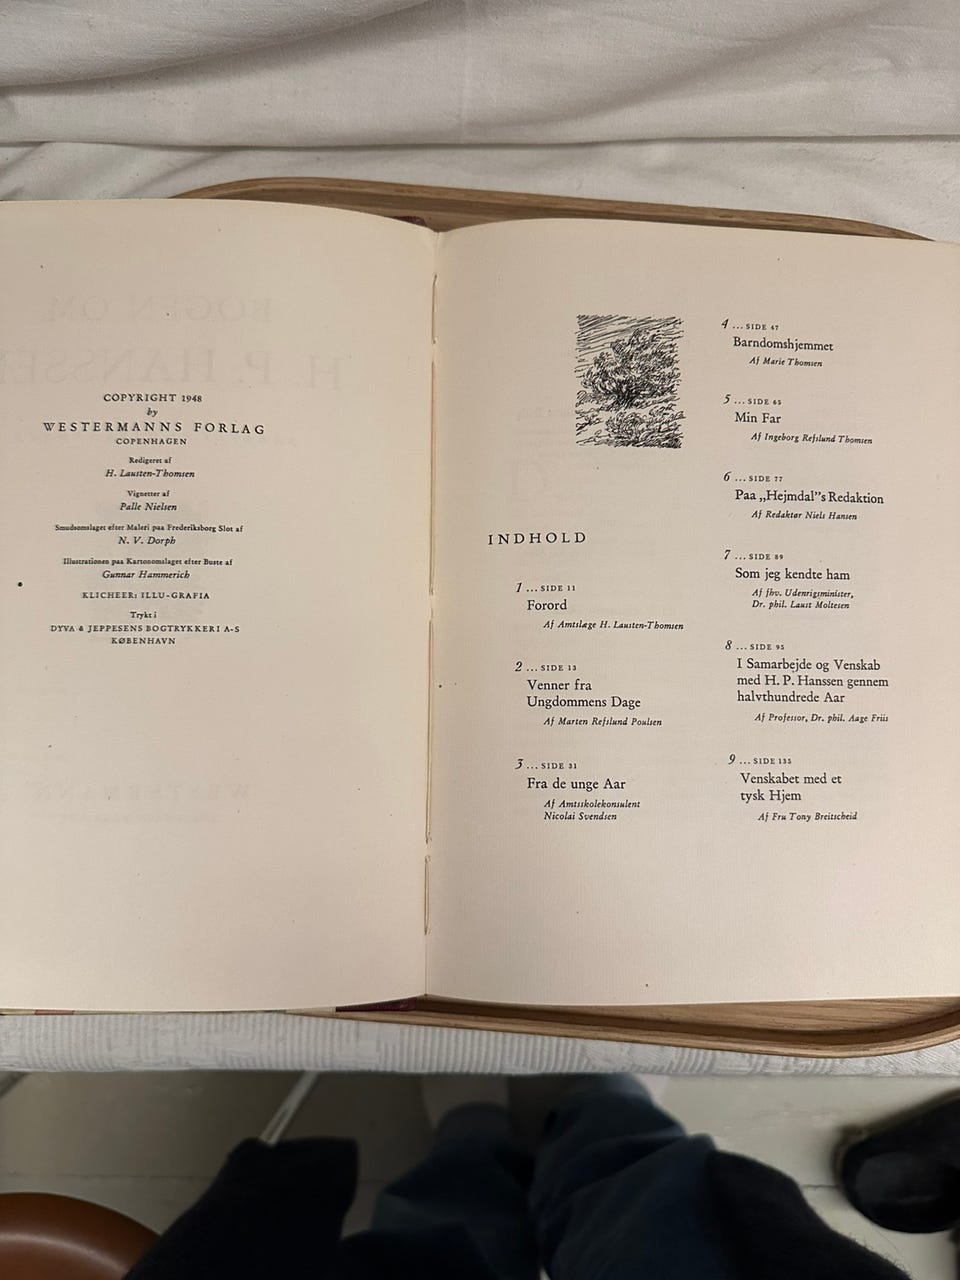 COPYRIGHT 1948
by
WESTERMANNS FORLAG
COPENHAGEN
Redigeret af
H. Lausten-Thomsen
Vignetter af
Palle Nielsen
Smudsomslaget efter Maleri paa Frederiksborg Slot af
N. V. Dorph
Illustrationen paa Kartonomslaget efter Buste af
Gunnar Hammerich
KLICHEER: ILLU-GRAFIA
Trykt i
DYVA & JEPPESENS BOGTRYKKERI A-S
KØBENHAVN
INDHOLD
1 ... SIDE 11
Forord
Af Amtslæge H. Lausten-Thomsen
2 ... SIDE 13
Venner fra
Ungdommens Dage
Af Marten Refslund Poulsen
3 ... SIDE 31
Fra de unge Aar
Af Amtsskolekonsulent
Nicolai Svendsen
4 ... SIDE 47
Barndomshjemmet
Af Marie Thomsen
5 ... SIDE 65
Min Far
Af Ingeborg Refslund Thomsen
6 ... SIDE 77
Paa „Hejmdal"s Redaktion
Af Redaktør Niels Hansen
7 ... SIDE 89
Som jeg kendte ham
Af fhv. Udenrigsminister,
Dr. phil. Laust Moltesen
8 ... SIDE 95
I Samarbejde og Venskab
med H. P. Hanssen gennem
halvthundrede Aar
Af Professor, Dr. phil. Aage Friis
9 ... SIDE 135
Venskabet med et
tysk Hjem
Af Fru Tony Breitscheid